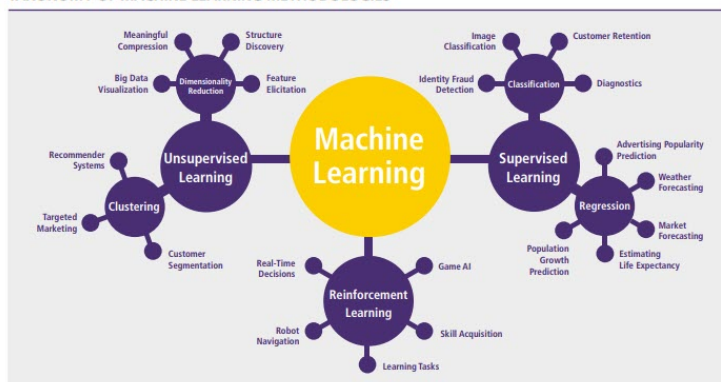 Meaningful
Compression
Structure
Discovery
Big Data
Visualization
Dimensionality
Reduction
Feature
Elicitation
Image
Classification
Customer Retention
Identity Fraud
Detection
Classification
Diagnostics
Machine
Learning
Unsupervised
Learning
Supervised
Learning
Recommender
Systems
Clustering
Targeted
Marketing
Customer
Segmentation
Advertising Popularity
Prediction
Weather
Forecasting
Regression
Market
Forecasting
Population
Growth
Prediction
Estimating
Life Expectancy
Real-Time
Decisions
Game AI
Reinforcement
Learning
Robot
Navigation
Skill Acquisition
Learning Tasks